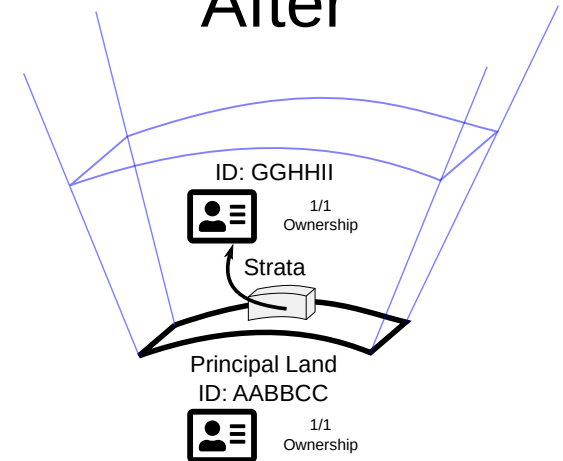 After
ID: GGHHII
1/1
Ownership
Strata
Principal Land
ID: AABBCC
1/1
Ownership